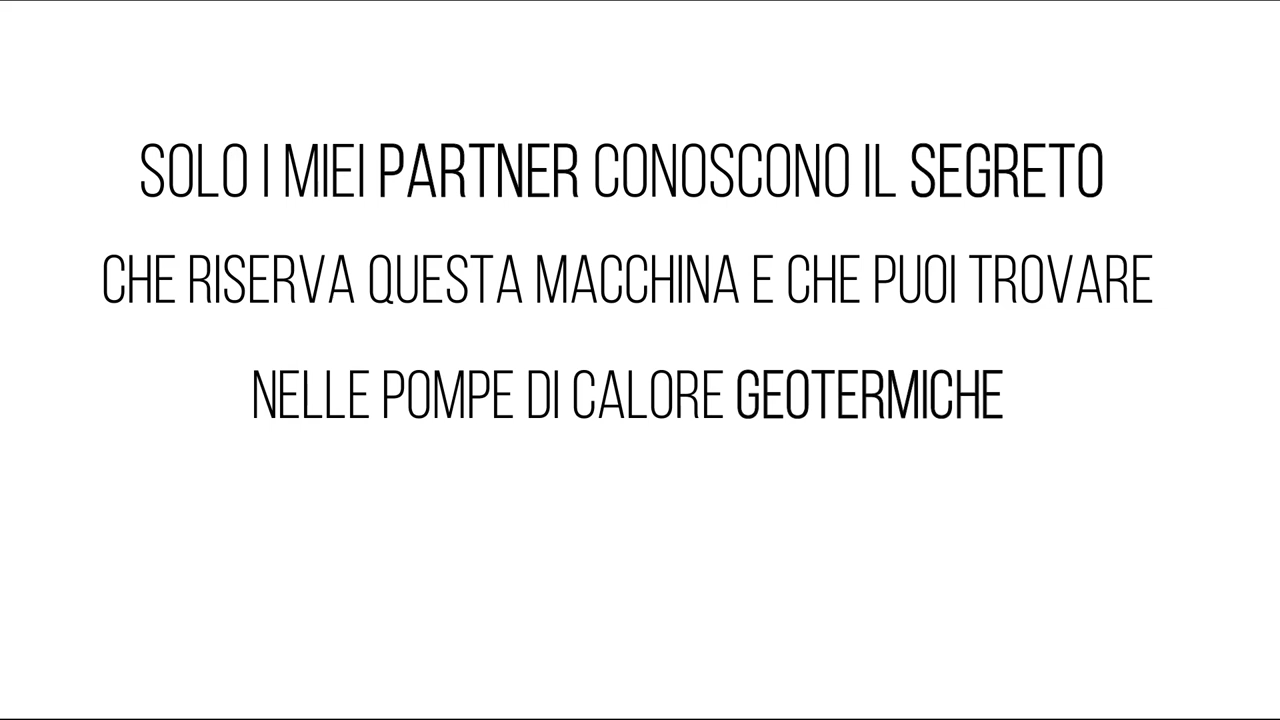 SOLO I MIEI PARTNER CONOSCONO IL SEGRETO
CHE RISERVA QUESTA MACCHINA E CHE PUOI TROVARE
NELLE POMPE DI CALORE GEOTERMICHE